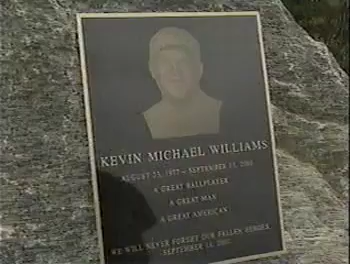 KEVIN MICHAEL WILLIAMS
AUGUST 23, 1977 - SEPTEMBER 11, 2001
A GREAT BALLPLAYER
A GREAT MAN
A GREAT AMERICAN
WE WILL NEVER FORGET OUR FALLEN HEROES
SEPTEMBER 11, 2001